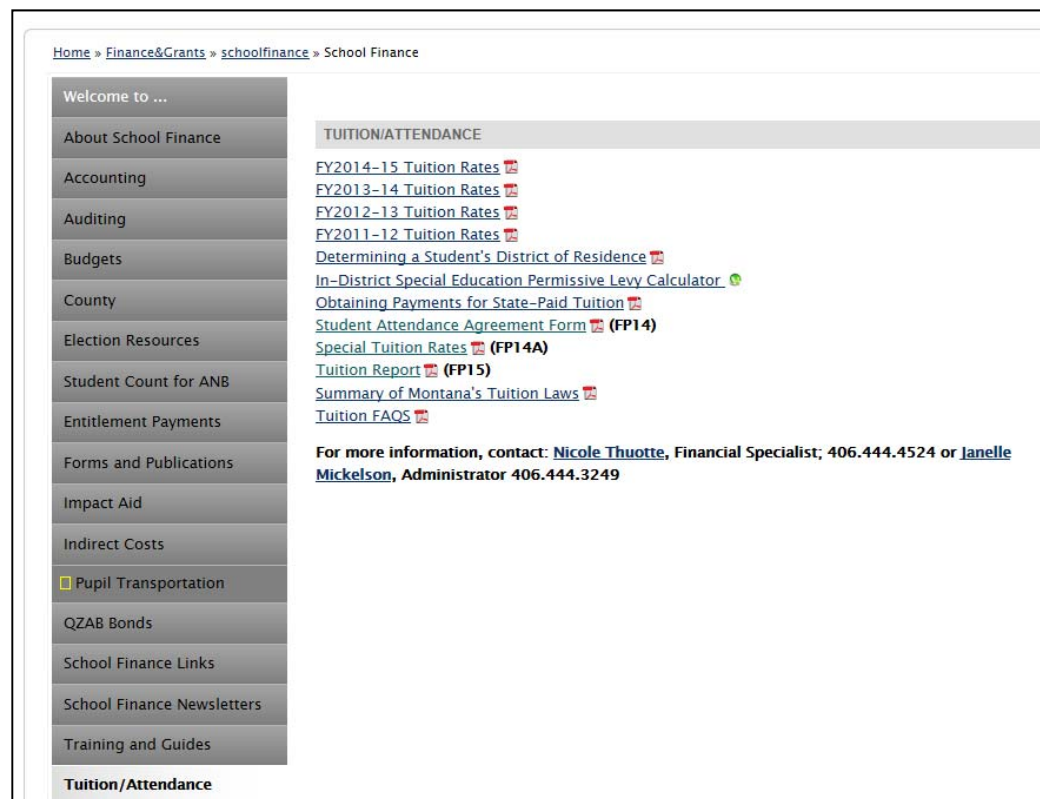 Home » Finance&Grants » schoolfinance » School Finance
Welcome to ...
About School Finance
Accounting
Auditing
Budgets
County
Election Resources
Student Count for ANB
Entitlement Payments
Forms and Publications
Impact Aid
Indirect Costs
Pupil Transportation
QZAB Bonds
School Finance Links
School Finance Newsletters
Training and Guides
Tuition/Attendance
TUITION/ATTENDANCE
FY2014-15 Tuition Rates
FY2013-14 Tuition Rates
FY2012-13 Tuition Rates
FY2011-12 Tuition Rates
Determining a Student's District of Residence
In-District Special Education Permissive Levy Calculator
Obtaining Payments for State-Paid Tuition
Student Attendance Agreement Form (FP14)
Special Tuition Rates (FP14A)
Tuition Report (FP15)
Summary of Montana's Tuition Laws
Tuition FAQS
For more information, contact: Nicole Thuotte, Financial Specialist; 406.444.4524 or Janelle
Mickelson, Administrator 406.444.3249